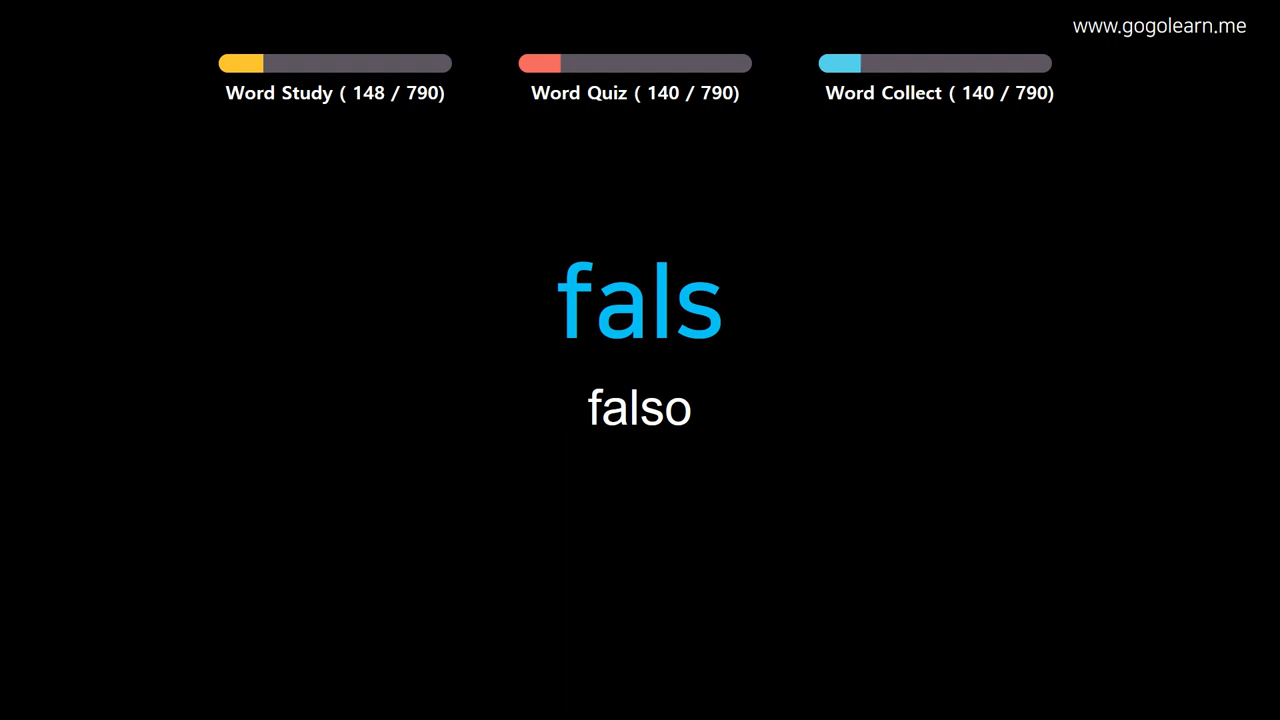 www.gogolearn.me
Word Study ( 148 / 790)
Word Quiz ( 140 / 790)
Word Collect ( 140 / 790)
fals
falso